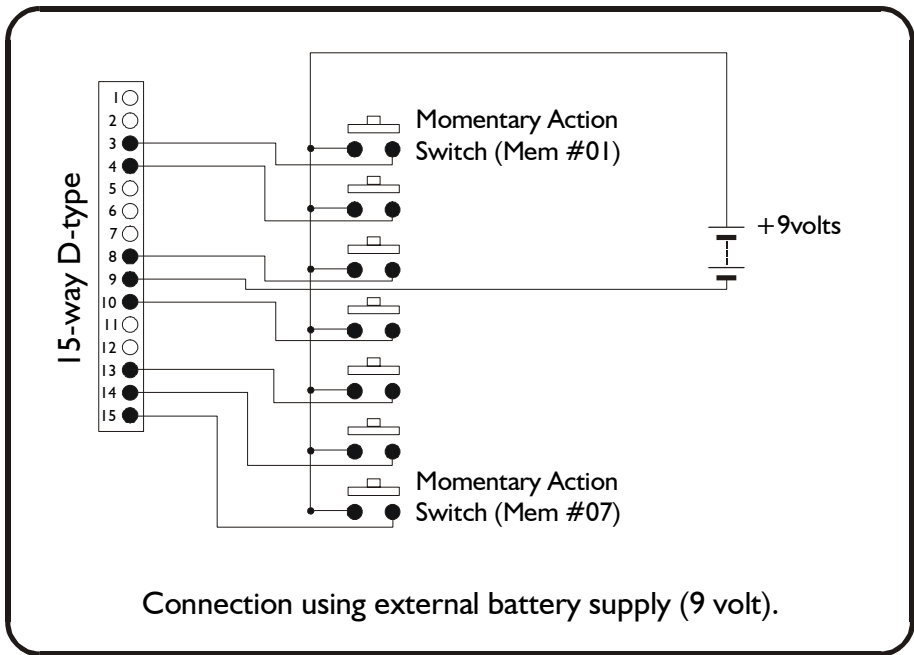 1
2
3
4
5
6
7
8
9
10
11
12
13
14
15
15-way D-type
Momentary Action
Switch (Mem #01)
+9volts
Momentary Action
Switch (Mem #07)
Connection using external battery supply (9 volt).